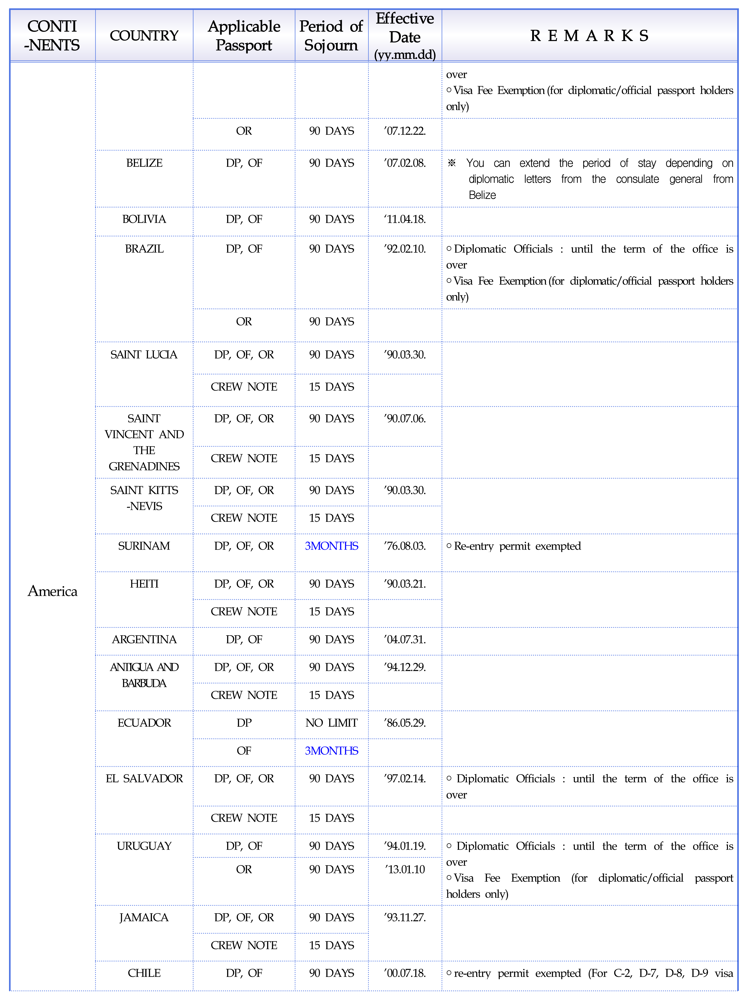 CONTI
-NENTS
COUNTRY
Applicable
Passport
Period of
Sojourn
Effective
Date
(yy.mm.dd)
R E M A R K S
America
over
○Visa Fee Exemption(for diplomatic/official passport holders
only)
OR 90 DAYS '07.12.22.
BELIZE DP, OF 90 DAYS '07.02.08. ※ You can extend the period of stay depending on
diplomatic letters from the consulate general from
Belize
BOLIVIA DP, OF 90 DAYS ‘11.04.18.
BRAZIL DP, OF 90 DAYS '92.02.10. ○Diplomatic Officials : until the term of the office is
over
○Visa Fee Exemption(for diplomatic/official passport holders
only)
OR 90 DAYS
SAINT LUCIA DP, OF, OR 90 DAYS '90.03.30.
CREW NOTE 15 DAYS
SAINT DP, OF, OR 90 DAYS '90.07.06.
VINCENT AND
THE
GRENADINES
CREW NOTE 15 DAYS
SAINT KITTS DP, OF, OR 90 DAYS '90.03.30.
-NEVIS
CREW NOTE 15 DAYS
SURINAM DP, OF, OR 3MONTHS '76.08.03. ○Re-entry permit exempted
HEITI DP, OF, OR 90 DAYS '90.03.21.
CREW NOTE 15 DAYS
ARGENTINA DP, OF 90 DAYS '04.07.31.
ANTIGUA AND DP, OF, OR 90 DAYS '94.12.29.
BARBUDA
CREW NOTE 15 DAYS
ECUADOR DP NO LIMIT '86.05.29.
OF 3MONTHS
EL SALVADOR DP, OF, OR 90 DAYS '97.02.14. ○ Diplomatic Officials : until the term of the office is
over
CREW NOTE 15 DAYS
URUGUAY DP, OF 90 DAYS '94.01.19. ○ Diplomatic Officials : until the term of the office is
over
OR 90 DAYS '13.01.10
○Visa Fee Exemption (for diplomatic/official passport
holders only)
JAMAICA DP, OF, OR 90 DAYS '93.11.27.
CREW NOTE 15 DAYS
CHILE DP, OF 90 DAYS '00.07.18. ○re-entry permit exempted (For C-2, D-7, D-8, D-9 visa